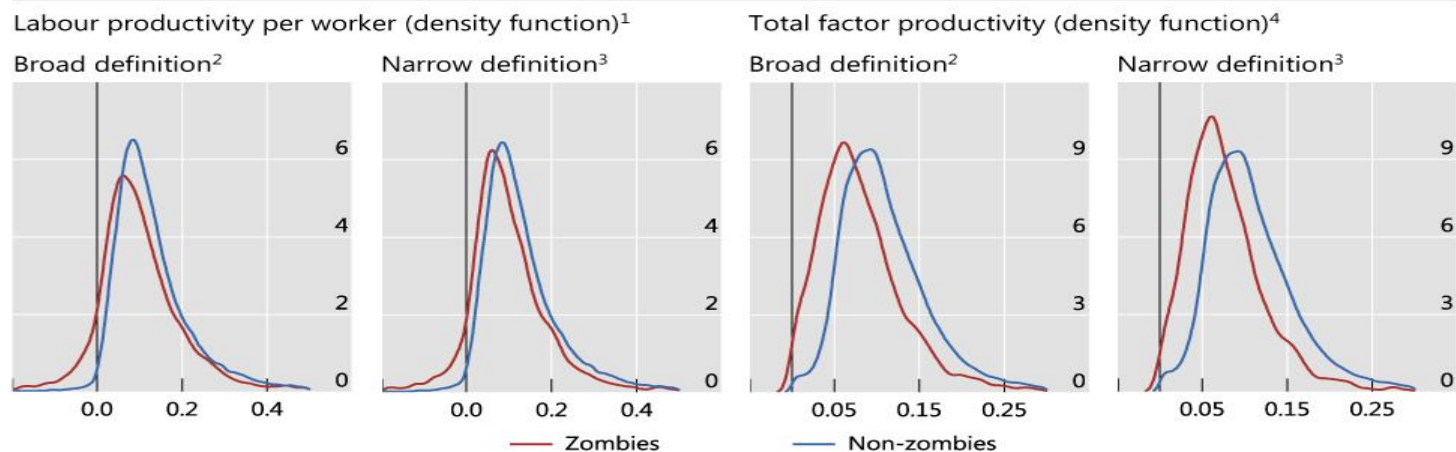 Labour productivity per worker (density function)¹ Total factor productivity (density function)⁴
Broad definition² Narrow definition³ Broad definition² Narrow definition³
6 6 9 9
4 4 6 6
2 2 3 3
0 0 0 0
0.0 0.2 0.4 0.0 0.2 0.4 0.05 0.15 0.25 0.05 0.15 0.25
Zombies Non-zombies